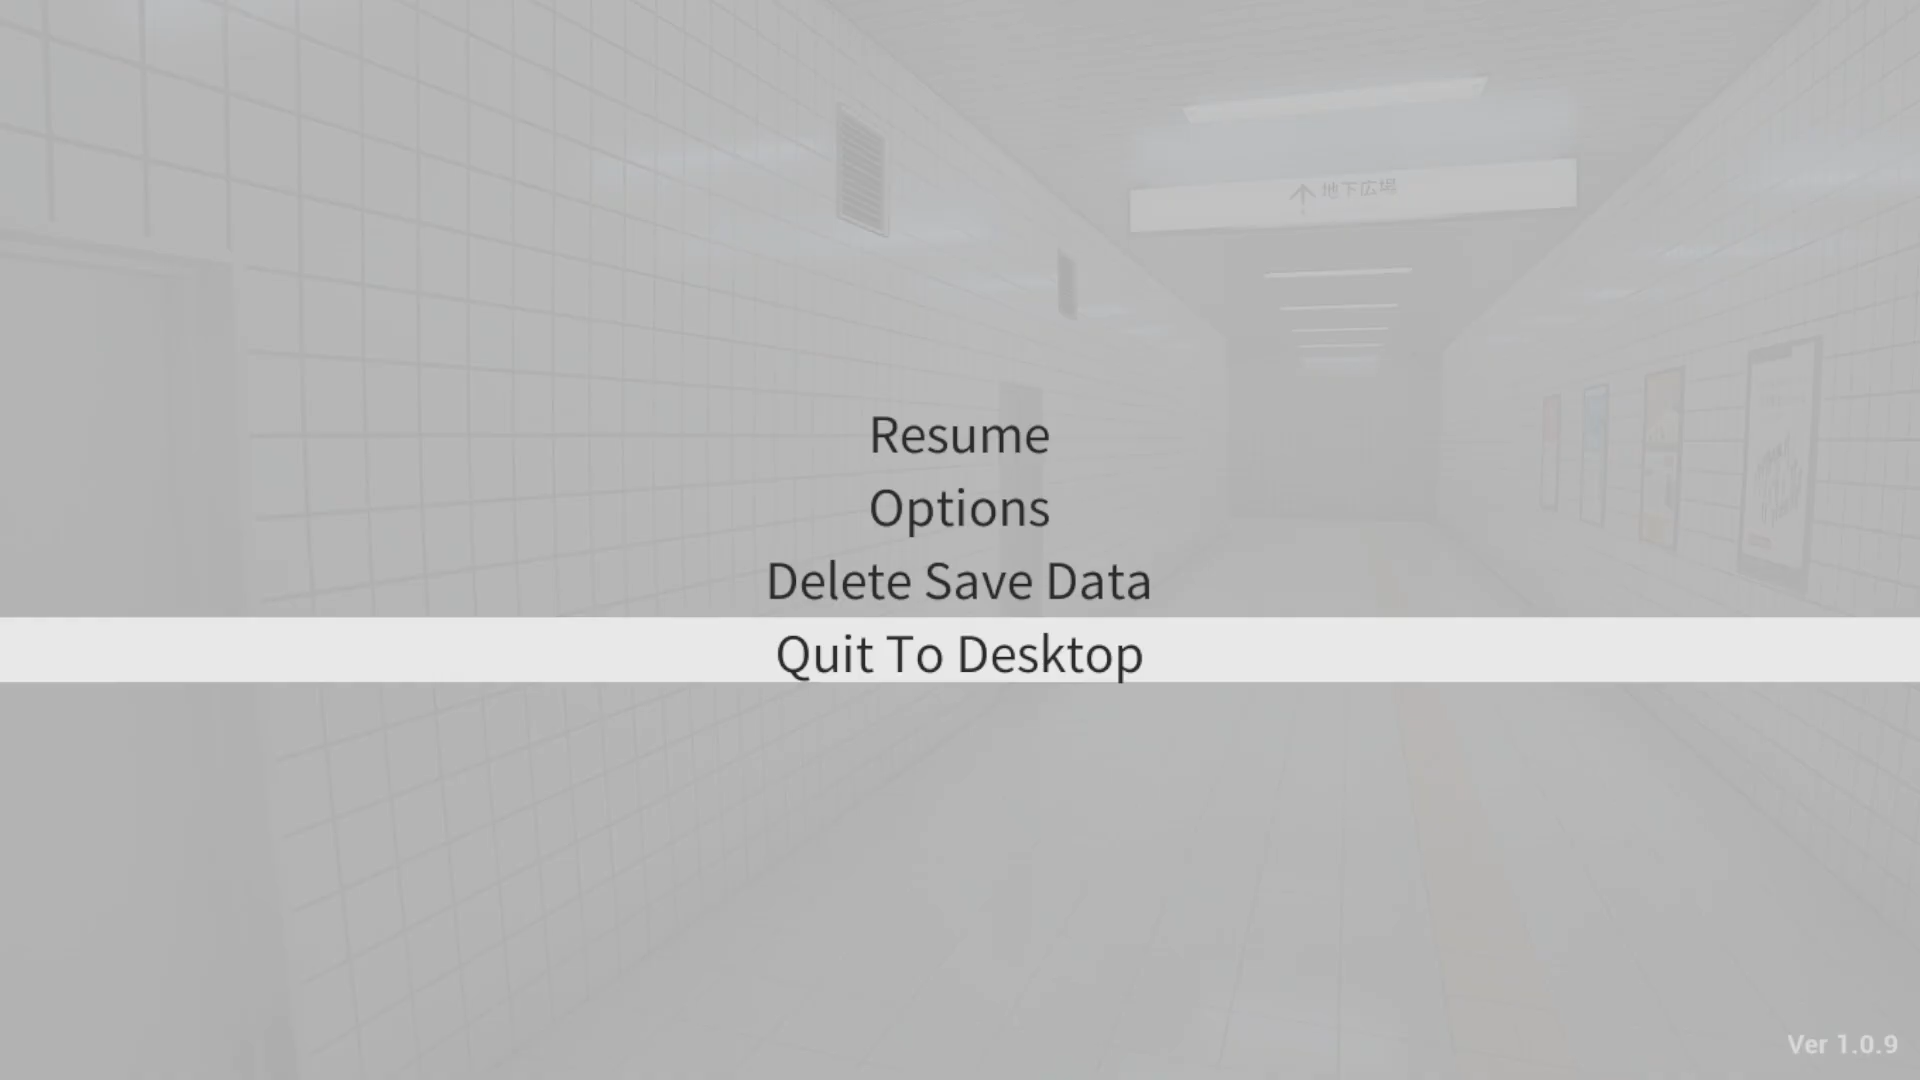 ↑地下広場
Resume
Options
Delete Save Data
Quit To Desktop
Ver 1.0.9